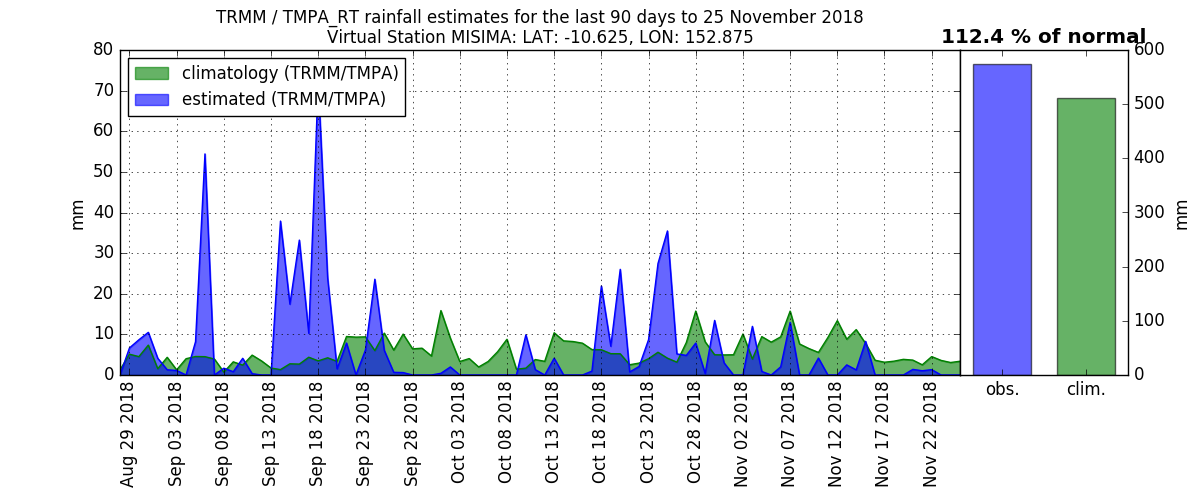 TRMM / TMPA_RT rainfall estimates for the last 90 days to 25 November 2018
Virtual Station MISIMA: LAT: -10.625, LON: 152.875
112.4 % of normal
climatology (TRMM/TMPA)
estimated (TRMM/TMPA)
mm
80
70
60
50
40
30
20
10
0
600
500
400
300
200
100
0
mm
Aug 29 2018
Sep 03 2018
Sep 08 2018
Sep 13 2018
Sep 18 2018
Sep 23 2018
Sep 28 2018
Oct 03 2018
Oct 08 2018
Oct 13 2018
Oct 18 2018
Oct 23 2018
Oct 28 2018
Nov 02 2018
Nov 07 2018
Nov 12 2018
Nov 17 2018
Nov 22 2018
obs.
clim.